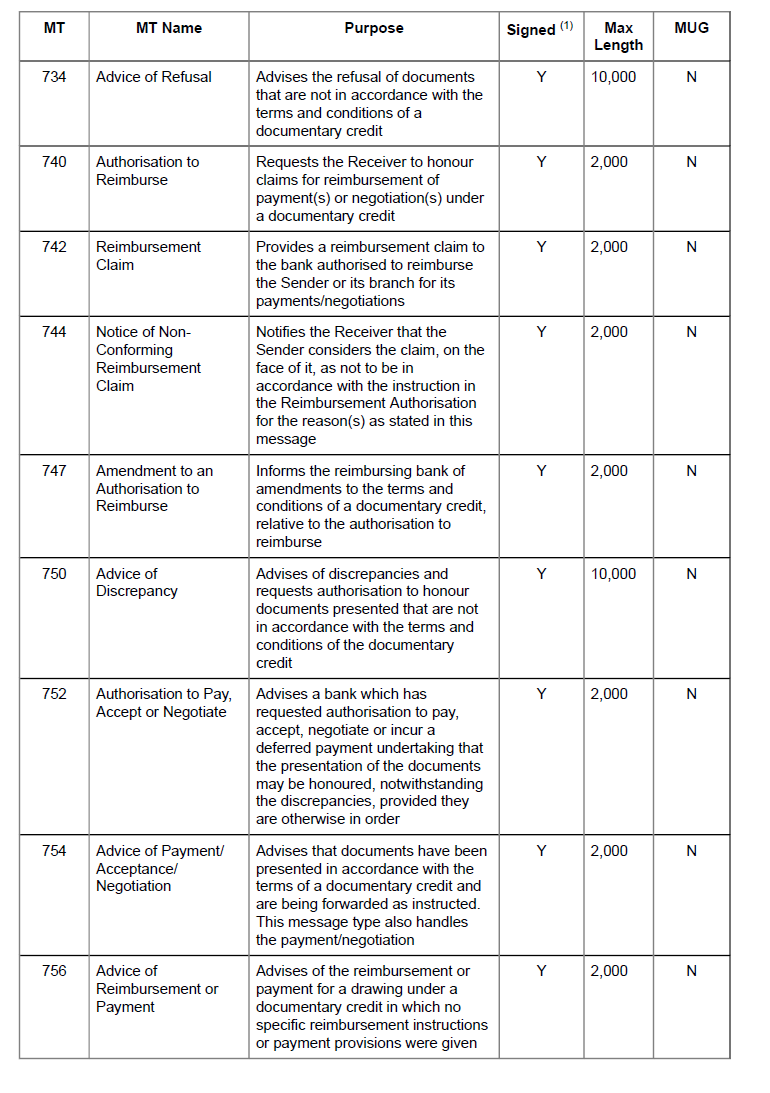 MT MT Name Purpose Signed (1) Max Length MUG
734 Advice of Refusal Advises the refusal of documents Y 10,000 N
that are not in accordance with the
terms and conditions of a
documentary credit
740 Authorisation to Requests the Receiver to honour Y 2,000 N
Reimburse claims for reimbursement of
payment(s) or negotiation(s) under
a documentary credit
742 Reimbursement Provides a reimbursement claim to Y 2,000 N
Claim the bank authorised to reimburse
the Sender or its branch for its
payments/negotiations
744 Notice of Non- Notifies the Receiver that the Y 2,000 N
Conforming Sender considers the claim, on the
Reimbursement face of it, as not to be in
Claim accordance with the instruction in
the Reimbursement Authorisation
for the reason(s) as stated in this
message
747 Amendment to an Informs the reimbursing bank of Y 2,000 N
Authorisation to amendments to the terms and
Reimburse conditions of a documentary credit,
relative to the authorisation to
reimburse
750 Advice of Advises of discrepancies and Y 10,000 N
Discrepancy requests authorisation to honour
documents presented that are not
in accordance with the terms and
conditions of the documentary
credit
752 Authorisation to Pay, Advises a bank which has Y 2,000 N
Accept or Negotiate requested authorisation to pay,
accept, negotiate or incur a
deferred payment undertaking that
the presentation of the documents
may be honoured, notwithstanding
the discrepancies, provided they
are otherwise in order
754 Advice of Payment/ Advises that documents have been Y 2,000 N
Acceptance/ presented in accordance with the
Negotiation terms of a documentary credit and
are being forwarded as instructed.
This message type also handles
the payment/negotiation
756 Advice of Advises of the reimbursement or Y 2,000 N
Reimbursement or payment for a drawing under a
Payment documentary credit in which no
specific reimbursement instructions
or payment provisions were given